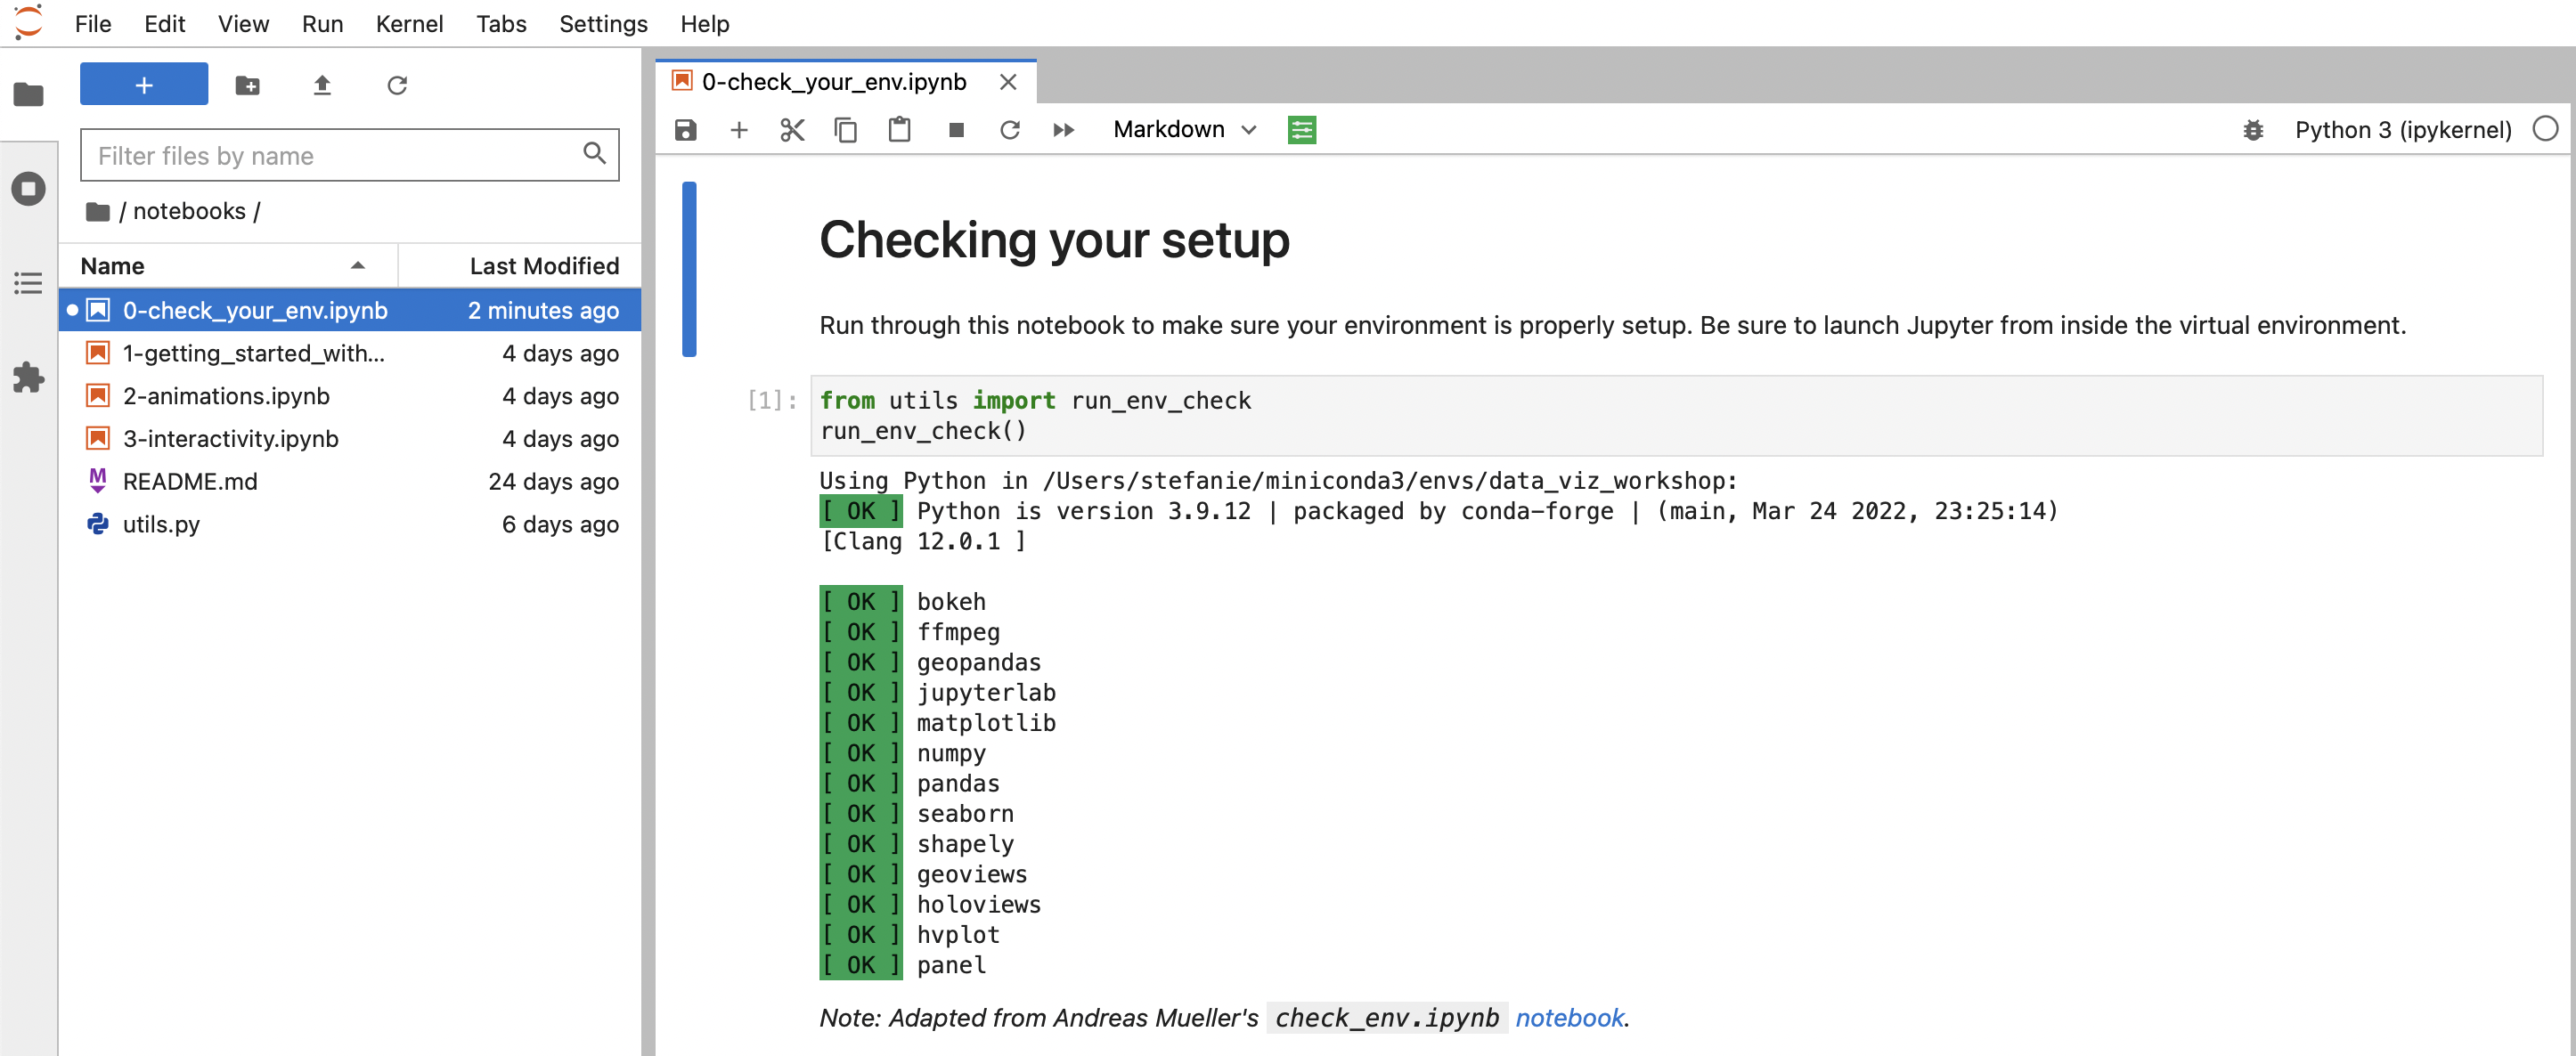 File Edit View Run Kernel Tabs Settings Help
+
Filter files by name
/ notebooks /
Name Last Modified
0-check_your_env.ipynb 2 minutes ago
1-getting_started_with... 4 days ago
2-animations.ipynb 4 days ago
3-interactivity.ipynb 4 days ago
M README.md 24 days ago
utils.py 6 days ago
0-check_your_env.ipynb
Markdown Python 3 (ipykernel)
Checking your setup
Run through this notebook to make sure your environment is properly setup. Be sure to launch Jupyter from inside the virtual environment.
[1]: from utils import run_env_check
run_env_check()
Using Python in /Users/stefanie/miniconda3/envs/data_viz_workshop:
[ OK ] Python is version 3.9.12 | packaged by conda-forge | (main, Mar 24 2022, 23:25:14)
[Clang 12.0.1 ]
[ OK ] bokeh
[ OK ] ffmpeg
[ OK ] geopandas
[ OK ] jupyterlab
[ OK ] matplotlib
[ OK ] numpy
[ OK ] pandas
[ OK ] seaborn
[ OK ] shapely
[ OK ] geoviews
[ OK ] holoviews
[ OK ] hvplot
[ OK ] panel
Note: Adapted from Andreas Mueller's check_env.ipynb notebook.